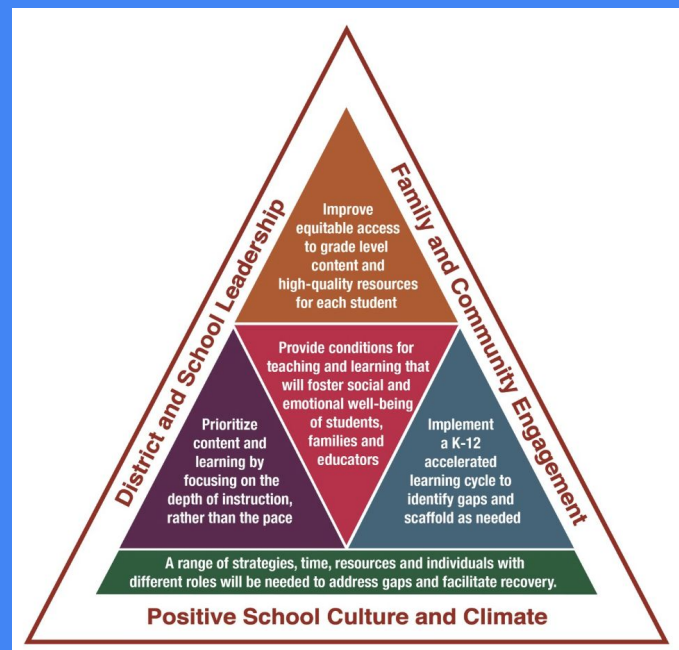 District and School Leadership
Family and Community Engagement
Improve
equitable access
to grade level
content and
high-quality resources
for each student
Provide conditions for
teaching and learning that
will foster social and
emotional well-being
of students,
families and
educators
Prioritize
content and
learning by
focusing on the
depth of instruction,
rather than the pace
Implement
a K-12
accelerated
learning cycle to
identify gaps and
scaffold as needed
A range of strategies, time, resources and individuals with
different roles will be needed to address gaps and facilitate recovery.
Positive School Culture and Climate